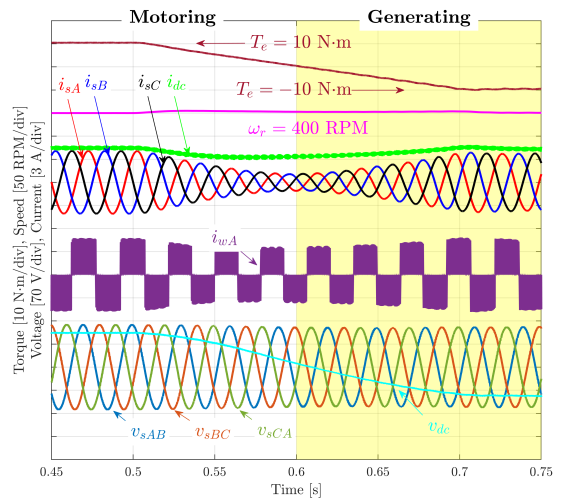 Motoring Generating
T_e = 10 N·m
i_sA i_sB i_sC i_dc
T_e = −10 N·m
ω_r = 400 RPM
i_wA
v_sAB v_sBC v_sCA v_dc
Torque [10 N·m/div], Speed [50 RPM/div]
Voltage [70 V/div], Current [3 A/div]
0.45 0.5 0.55 0.6 0.65 0.7 0.75
Time [s]